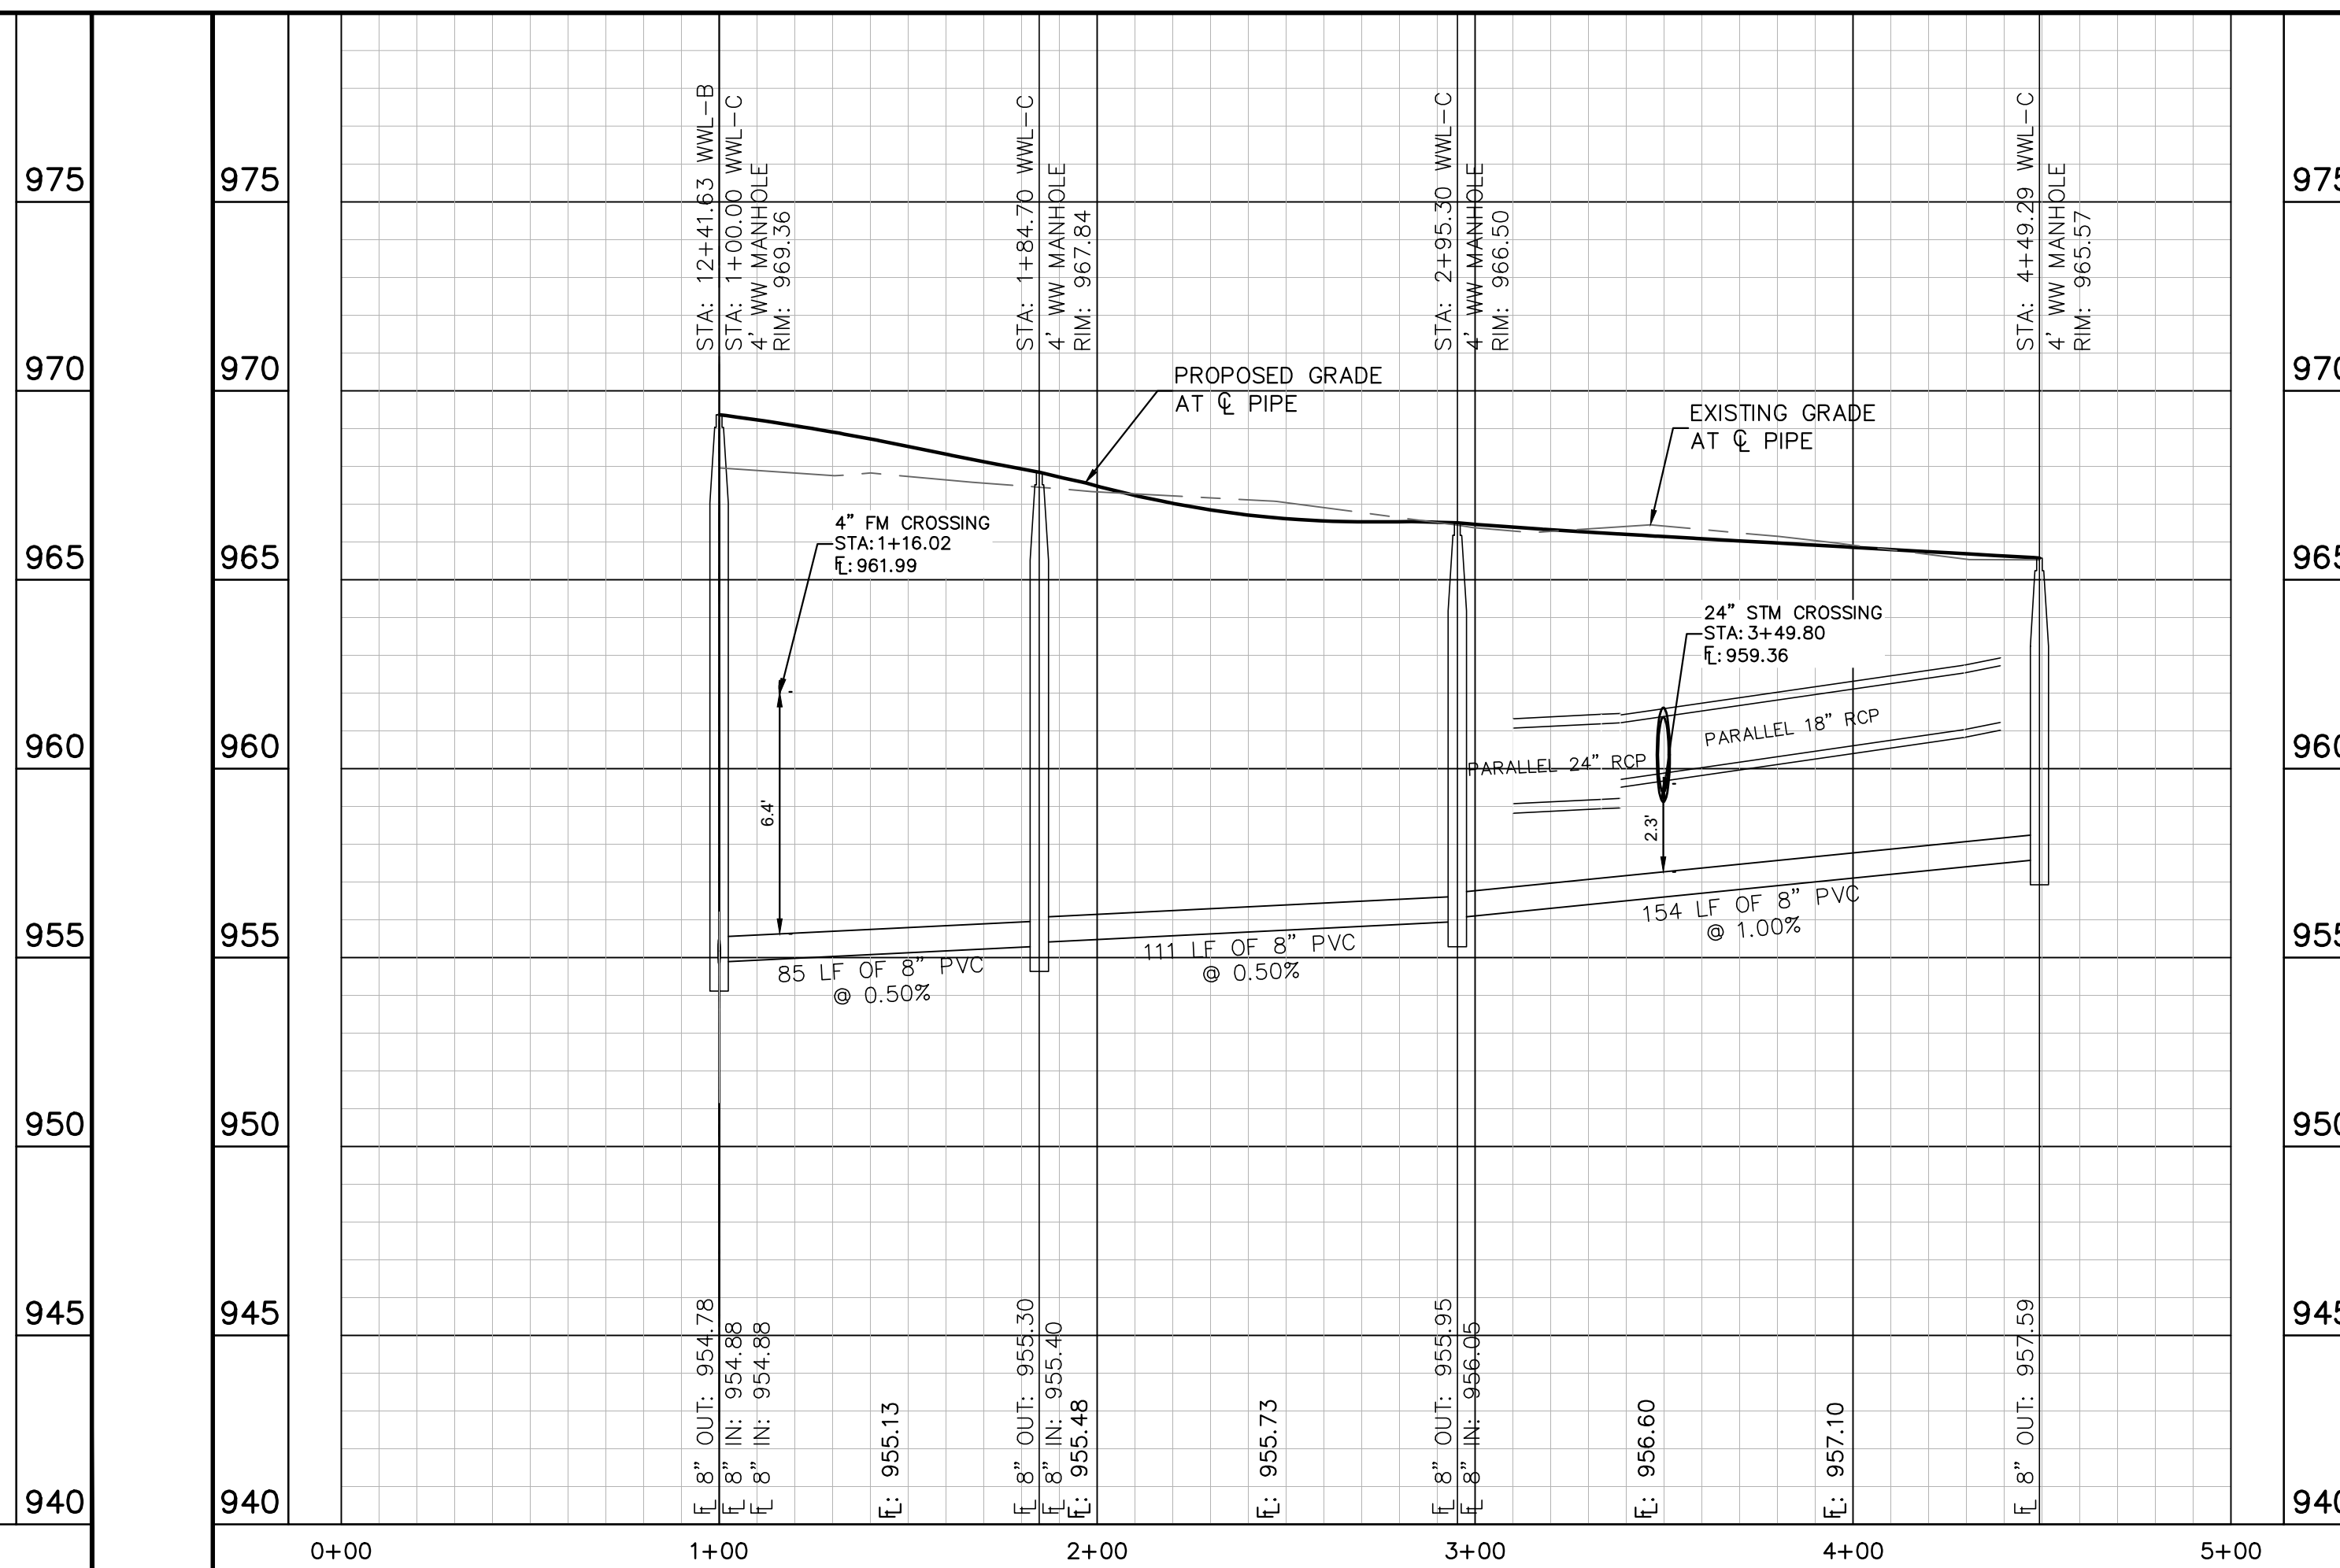 STA: 12+41.63 WWL-B
STA: 1+00.00 WWL-C
4' WW MANHOLE
RIM: 969.36
STA: 1+84.70 WWL-C
4' WW MANHOLE
RIM: 967.84
STA: 2+95.30 WWL-C
4' WW MANHOLE
RIM: 966.50
STA: 4+49.29 WWL-C
4' WW MANHOLE
RIM: 965.57
975
975
975
970
970
970
965
965
965
960
960
960
955
955
955
950
950
950
945
945
945
940
940
940
PROPOSED GRADE
AT ℄ PIPE
EXISTING GRADE
AT ℄ PIPE
4" FM CROSSING
STA:1+16.02
FL:961.99
24" STM CROSSING
STA:3+49.80
FL:959.36
PARALLEL 18" RCP
PARALLEL 24" RCP
6.4'
2.3'
85 LF OF 8" PVC
@ 0.50%
111 LF OF 8" PVC
@ 0.50%
154 LF OF 8" PVC
@ 1.00%
FL 8" OUT: 954.78
FL 8" IN: 954.88
FL 8" IN: 954.88
FL: 955.13
FL 8" OUT: 955.30
FL 8" IN: 955.40
FL: 955.48
FL: 955.73
FL 8" OUT: 955.95
FL 8" IN: 956.05
FL: 956.60
FL: 957.10
FL 8" OUT: 957.59
0+00
1+00
2+00
3+00
4+00
5+00